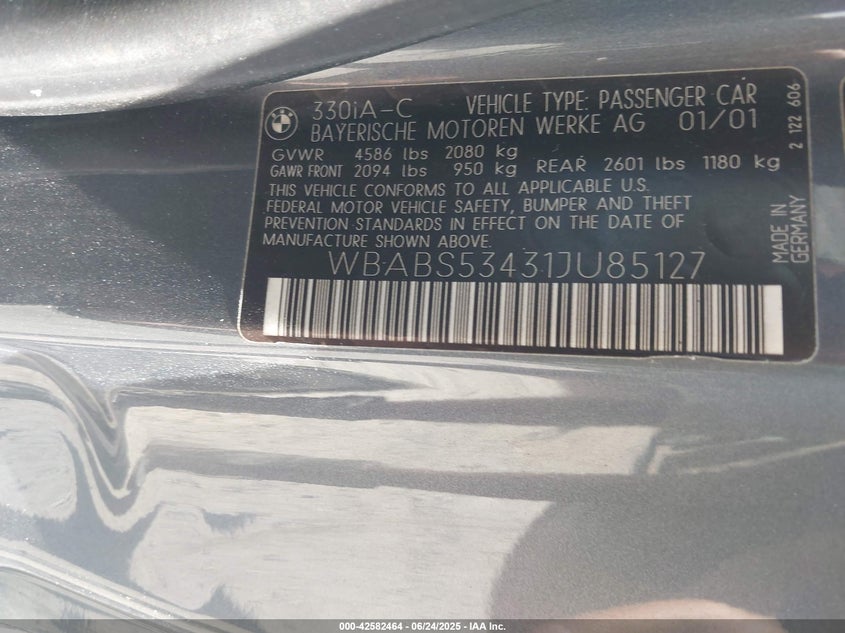 330iA-C VEHICLE TYPE: PASSENGER CAR
BAYERISCHE MOTOREN WERKE AG 01/01
GVWR 4586 lbs 2080 kg
GAWR FRONT 2094 lbs 950 kg REAR 2601 lbs 1180 kg
THIS VEHICLE CONFORMS TO ALL APPLICABLE U.S.
FEDERAL MOTOR VEHICLE SAFETY, BUMPER AND THEFT
PREVENTION STANDARDS IN EFFECT ON THE DATE OF
MANUFACTURE SHOWN ABOVE.
WBABS53431JU85127
MADE IN
GERMANY
2 122 606
000-42582464 - 06/24/2025 - IAA Inc.